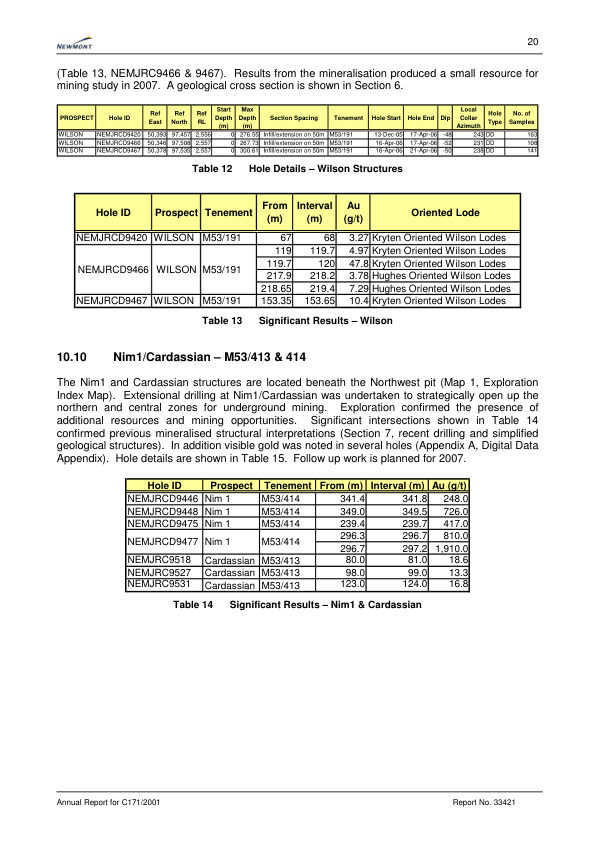 NEWMONT
20
(Table 13, NEMJRC9466 & 9467). Results from the mineralisation produced a small resource for
mining study in 2007. A geological cross section is shown in Section 6.
PROSPECT Hole ID Ref East Ref North Ref RL Start Depth (m) Max Depth (m) Section Spacing Tenement Hole Start Hole End Dip Local Collar Azimuth Hole Type No. of Samples
WILSON NEMJRCD9420 50,393 97,457 2,556 0 276.55 Infill/extension on 50m M53/191 13-Dec-05 17-Apr-06 -48 243 DD 163
WILSON NEMJRCD9466 50,346 97,508 2,557 0 267.73 Infill/extension on 50m M53/191 16-Apr-06 17-Apr-06 -52 231 DD 108
WILSON NEMJRCD9467 50,378 97,535 2,557 0 300.61 Infill/extension on 50m M53/191 16-Apr-06 21-Apr-06 -50 238 DD 141
Table 12 Hole Details – Wilson Structures
Hole ID Prospect Tenement From (m) Interval (m) Au (g/t) Oriented Lode
NEMJRCD9420 WILSON M53/191 67 68 3.27 Kryten Oriented Wilson Lodes
NEMJRCD9466 WILSON M53/191 119 119.7 4.97 Kryten Oriented Wilson Lodes
119.7 120 47.8 Kryten Oriented Wilson Lodes
217.9 218.2 3.78 Hughes Oriented Wilson Lodes
218.65 219.4 7.29 Hughes Oriented Wilson Lodes
NEMJRCD9467 WILSON M53/191 153.35 153.65 10.4 Kryten Oriented Wilson Lodes
Table 13 Significant Results – Wilson
10.10 Nim1/Cardassian – M53/413 & 414
The Nim1 and Cardassian structures are located beneath the Northwest pit (Map 1, Exploration
Index Map). Extensional drilling at Nim1/Cardassian was undertaken to strategically open up the
northern and central zones for underground mining. Exploration confirmed the presence of
additional resources and mining opportunities. Significant intersections shown in Table 14
confirmed previous mineralised structural interpretations (Section 7, recent drilling and simplified
geological structures). In addition visible gold was noted in several holes (Appendix A, Digital Data
Appendix). Hole details are shown in Table 15. Follow up work is planned for 2007.
Hole ID Prospect Tenement From (m) Interval (m) Au (g/t)
NEMJRCD9446 Nim 1 M53/414 341.4 341.8 248.0
NEMJRCD9448 Nim 1 M53/414 349.0 349.5 726.0
NEMJRCD9475 Nim 1 M53/414 239.4 239.7 417.0
NEMJRCD9477 Nim 1 M53/414 296.3 296.7 810.0
296.7 297.2 1,910.0
NEMJRC9518 Cardassian M53/413 80.0 81.0 18.6
NEMJRC9527 Cardassian M53/413 98.0 99.0 13.3
NEMJRC9531 Cardassian M53/413 123.0 124.0 16.8
Table 14 Significant Results – Nim1 & Cardassian
Annual Report for C171/2001 Report No. 33421